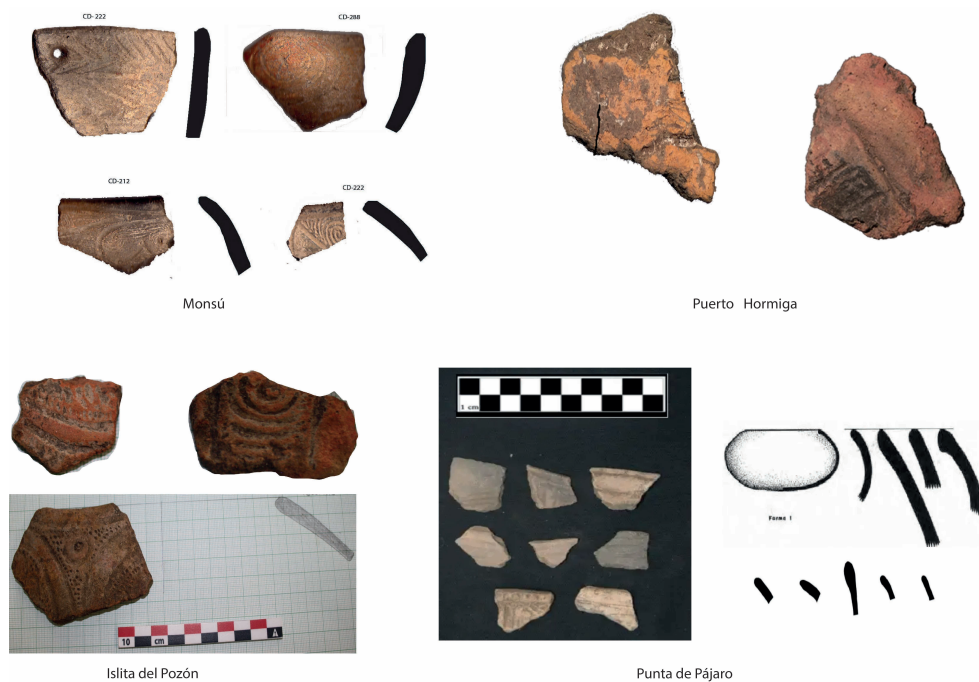 CD-222
CD-288
CD-212
CD-222
Monsú
Puerto Hormiga
1 cm
Forma 1
10 cm A
Islita del Pozón
Punta de Pájaro